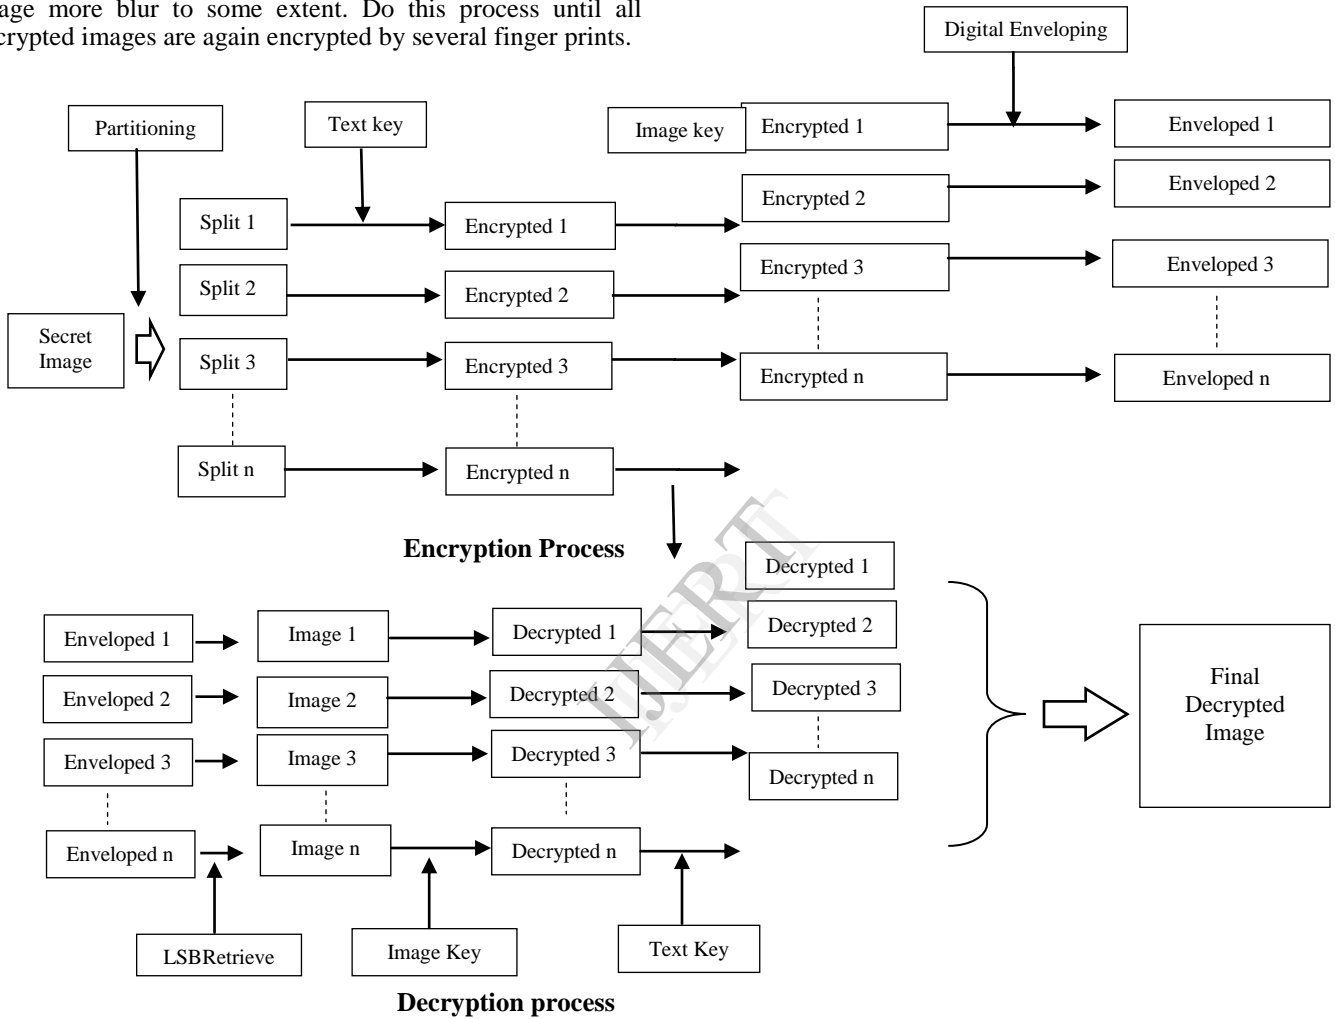 age more blur to some extent. Do this process until all
crypted images are again encrypted by several finger prints.
Digital Enveloping
Partitioning
Text key
Image key
Encrypted 1
Enveloped 1
Encrypted 2
Enveloped 2
Split 1
Encrypted 1
Encrypted 3
Enveloped 3
Split 2
Encrypted 2
Secret
Image
Split 3
Encrypted 3
Encrypted n
Enveloped n
Split n
Encrypted n
Encryption Process
IJERT
Decrypted 1
Enveloped 1
Image 1
Decrypted 1
Decrypted 2
Enveloped 2
Image 2
Decrypted 2
Decrypted 3
Final
Decrypted
Image
Enveloped 3
Image 3
Decrypted 3
Decrypted n
Enveloped n
Image n
Decrypted n
LSBRetrieve
Image Key
Text Key
Decryption process